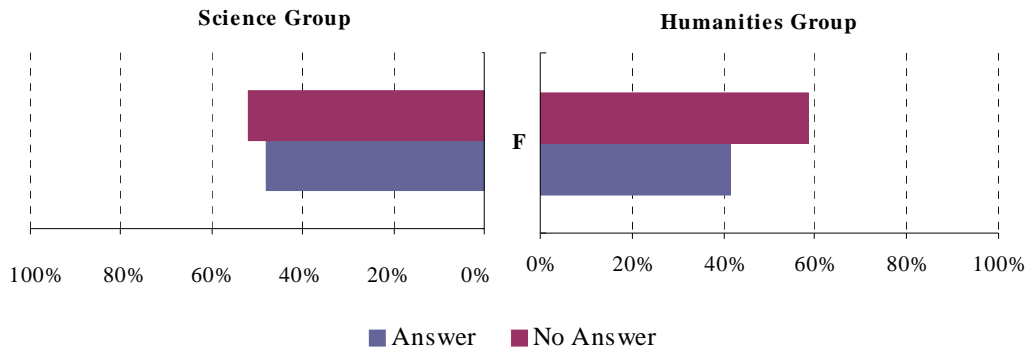 Science Group
Humanities Group
F
100% 80% 60% 40% 20% 0%
0% 20% 40% 60% 80% 100%
Answer No Answer